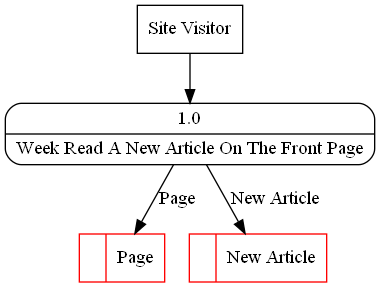 Site Visitor
1.0
Week Read A New Article On The Front Page
Page
New Article
Page
New Article